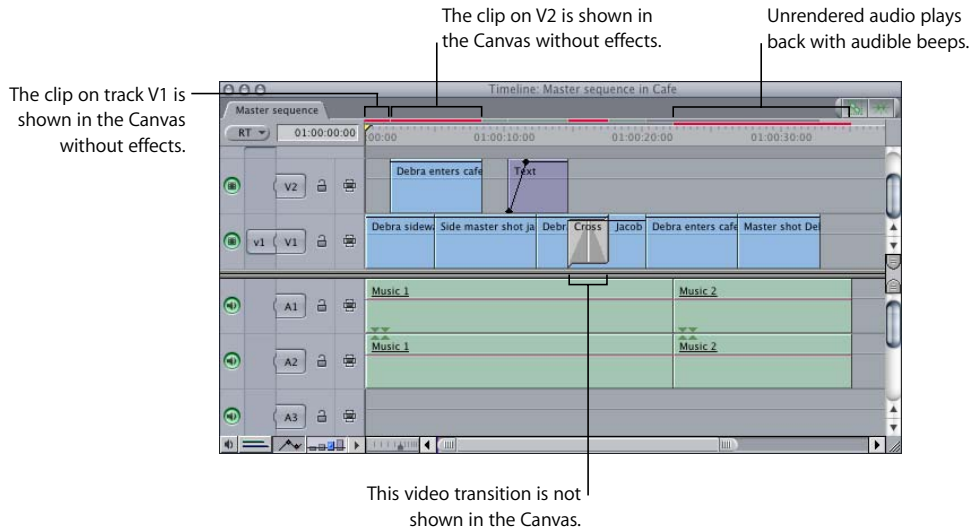 The clip on V2 is shown in
the Canvas without effects.
Unrendered audio plays
back with audible beeps.
The clip on track V1 is
shown in the Canvas
without effects.
Timeline: Master sequence in Cafe
Master sequence
RT
01:00:00:00
00:00
01:00:10:00
01:00:20:00
01:00:30:00
V2
Debra enters cafe
Text
v1
V1
Debra sidewa
Side master shot ja
Debr
Cross
Jacob
Debra enters cafe
Master shot Del
A1
Music 1
Music 2
A2
Music 1
Music 2
A3
This video transition is not
shown in the Canvas.